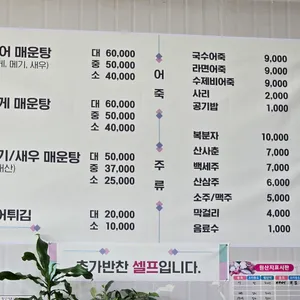 어 매운탕 대 60,000
, 메기, 새우) 중 50,000
소 40,000
게 매운탕 대 60,000
중 50,000
소 40,000
기/새우 매운탕 대 50,000
중 37,000
소 25,000
어튀김 대 20,000
소 10,000
어죽
국수어죽 9,000
라면어죽 9,000
수제비어죽 9,000
사리 2,000
공기밥 1,000
주류
복분자 10,000
산사춘 7,000
백세주 7,000
산삼주 6,000
소주/맥주 5,000
막걸리 4,000
음료수 1,000
추가반찬 셀프입니다.
원산지표시판